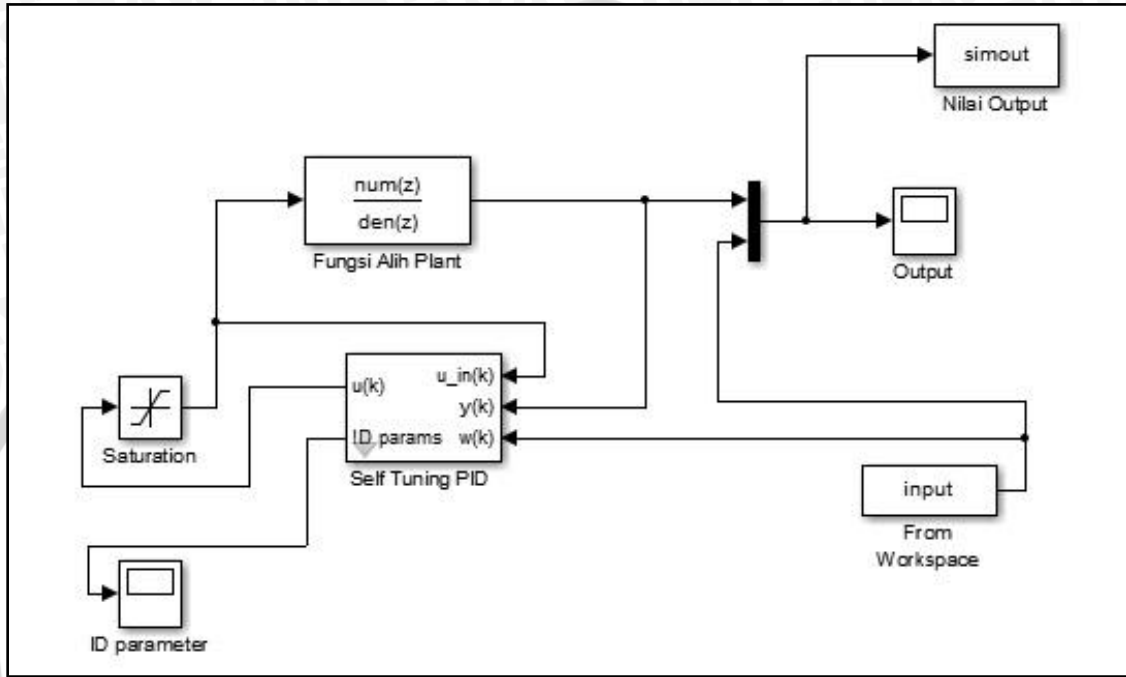 simout
Nilai Output
num(z)
den(z)
Fungsi Alih Plant
Output
u(k)
u_in(k)
y(k)
!D params
w(k)
Self Tuning PID
Saturation
input
From
Workspace
ID parameter